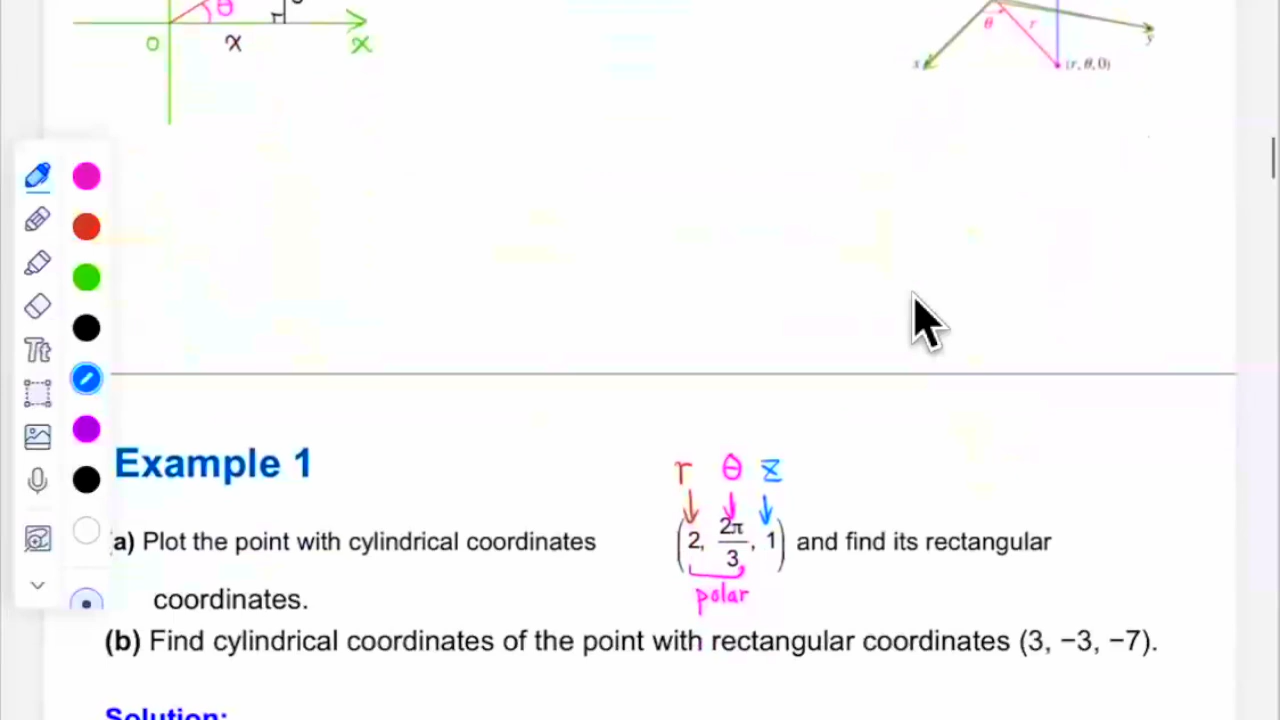 θ
0 x x
θ r
x y
(r, θ, 0)
Tt
Example 1
r θ z
(a) Plot the point with cylindrical coordinates (2, 2π/3, 1) and find its rectangular
polar
coordinates.
(b) Find cylindrical coordinates of the point with rectangular coordinates (3, −3, −7).
Solution: